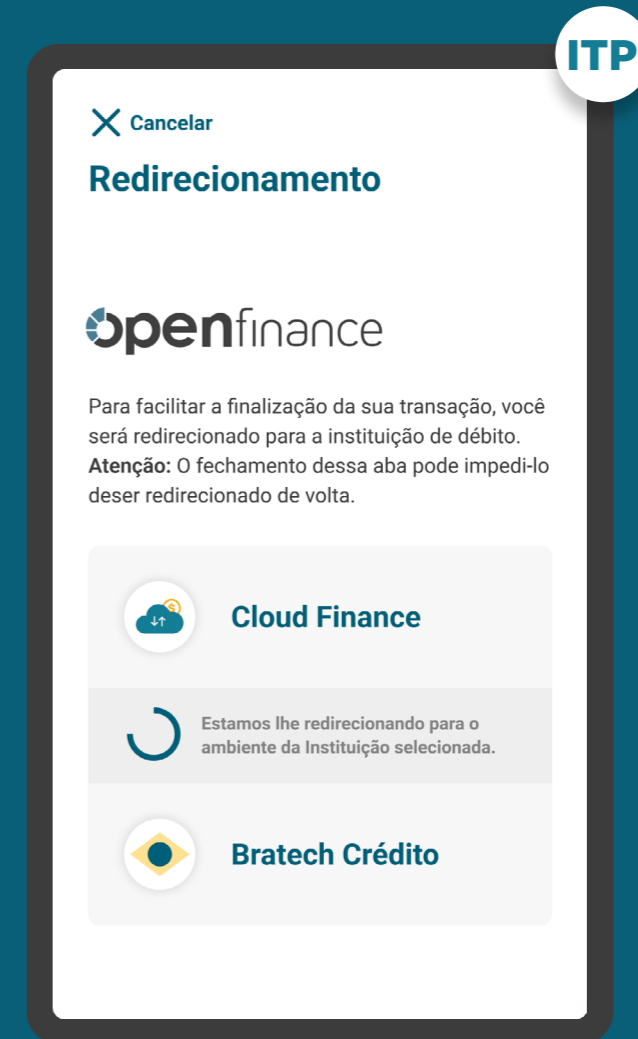 ITP
Cancelar
Redirecionamento
openfinance
Para facilitar a finalização da sua transação, você
será redirecionado para a instituição de débito.
Atenção: O fechamento dessa aba pode impedi-lo
deser redirecionado de volta.
$
Cloud Finance
Estamos lhe redirecionando para o
ambiente da Instituição selecionada.
Bratech Crédito